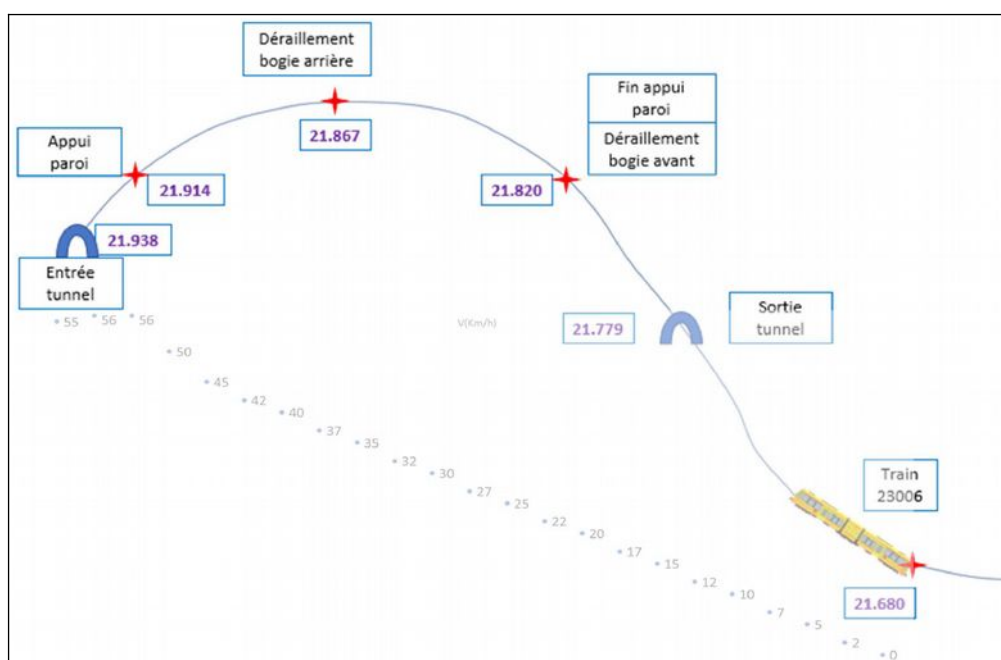 Déraillement
bogie arrière
21.867
Fin appui
paroi
Déraillement
bogie avant
21.820
Appui
paroi
21.914
21.938
Entrée
tunnel
55
56
56
V(Km/h)
21.779
Sortie
tunnel
50
45
42
40
37
35
32
30
27
25
22
20
17
15
12
10
7
5
2
0
Train
23006
21.680